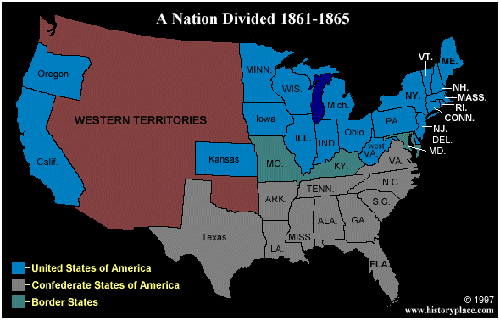 A Nation Divided 1861-1865
VT.
ME.
Oregon
MINN.
WIS.
Mich.
NY.
NH.
MASS.
RI.
CONN.
WESTERN TERRITORIES
Iowa
PA.
NJ.
Calif.
Kansas
ILL.
IND.
Ohio
West
VA.
DEL.
MD.
MO.
KY.
VA.
N.C.
TENN.
ARK.
S.C.
Texas
LA.
MISS
ALA.
GA.
FLA.
United States of America
Confederate States of America
Border States
© 1997
www.historyplace.com